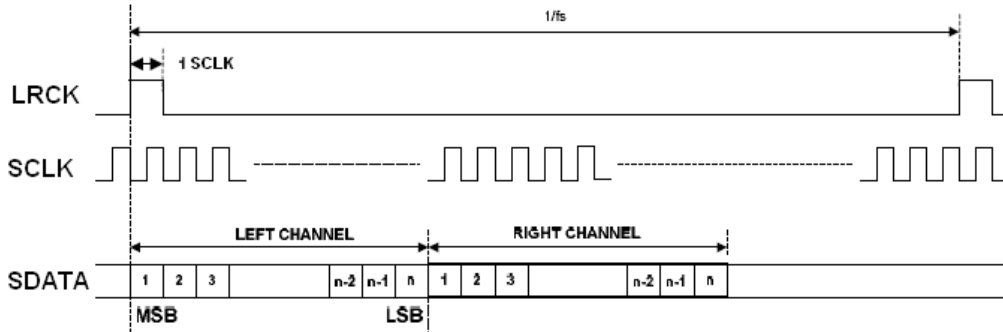 1/fs
1 SCLK
LRCK
SCLK
LEFT CHANNEL
RIGHT CHANNEL
SDATA
1 2 3 n-2 n-1 n 1 2 3 n-2 n-1 n
MSB
LSB